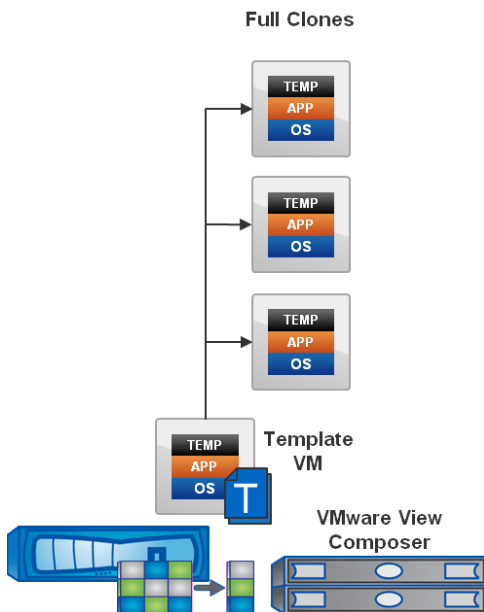 Full Clones
TEMP
APP
OS
TEMP
APP
OS
TEMP
APP
OS
TEMP
APP
OS
T
Template
VM
VMware View
Composer